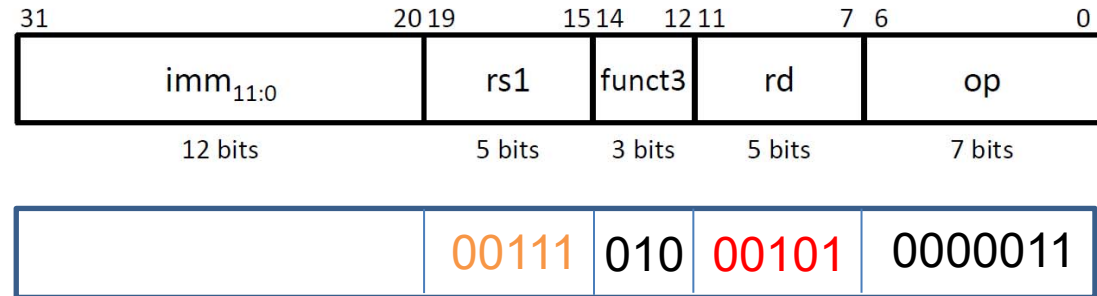 31 20 19 15 14 12 11 7 6 0
imm11:0 rs1 funct3 rd op
12 bits 5 bits 3 bits 5 bits 7 bits
00111 010 00101 0000011